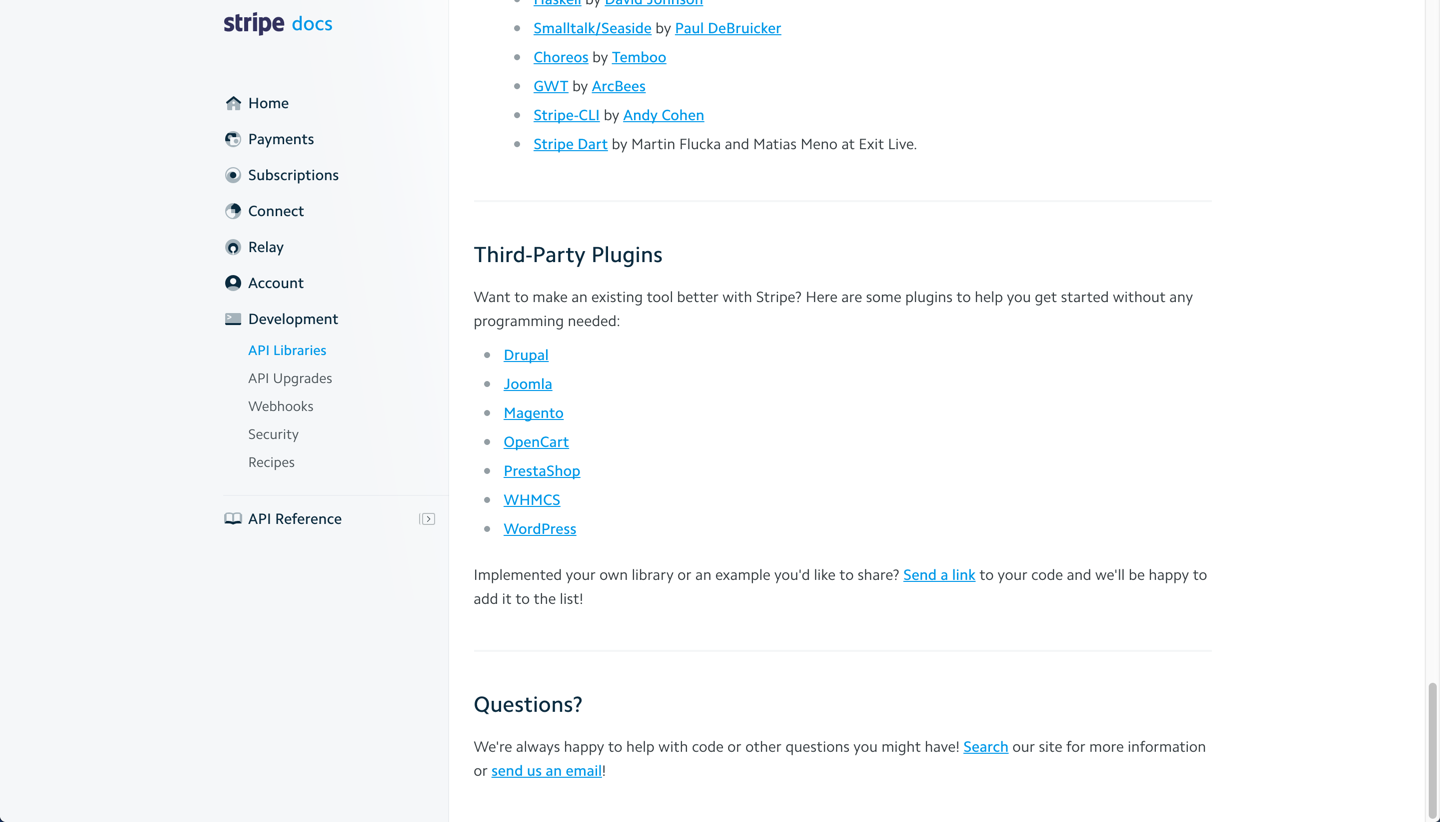 stripe docs
Home
Payments
Subscriptions
Connect
Relay
Account
Development
API Libraries
API Upgrades
Webhooks
Security
Recipes
API Reference
Haskell by David Johnson
Smalltalk/Seaside by Paul DeBruicker
Choreos by Temboo
GWT by ArcBees
Stripe-CLI by Andy Cohen
Stripe Dart by Martin Flucka and Matias Meno at Exit Live.
Third-Party Plugins
Want to make an existing tool better with Stripe? Here are some plugins to help you get started without any
programming needed:
Drupal
Joomla
Magento
OpenCart
PrestaShop
WHMCS
WordPress
Implemented your own library or an example you'd like to share? Send a link to your code and we'll be happy to
add it to the list!
Questions?
We're always happy to help with code or other questions you might have! Search our site for more information
or send us an email!